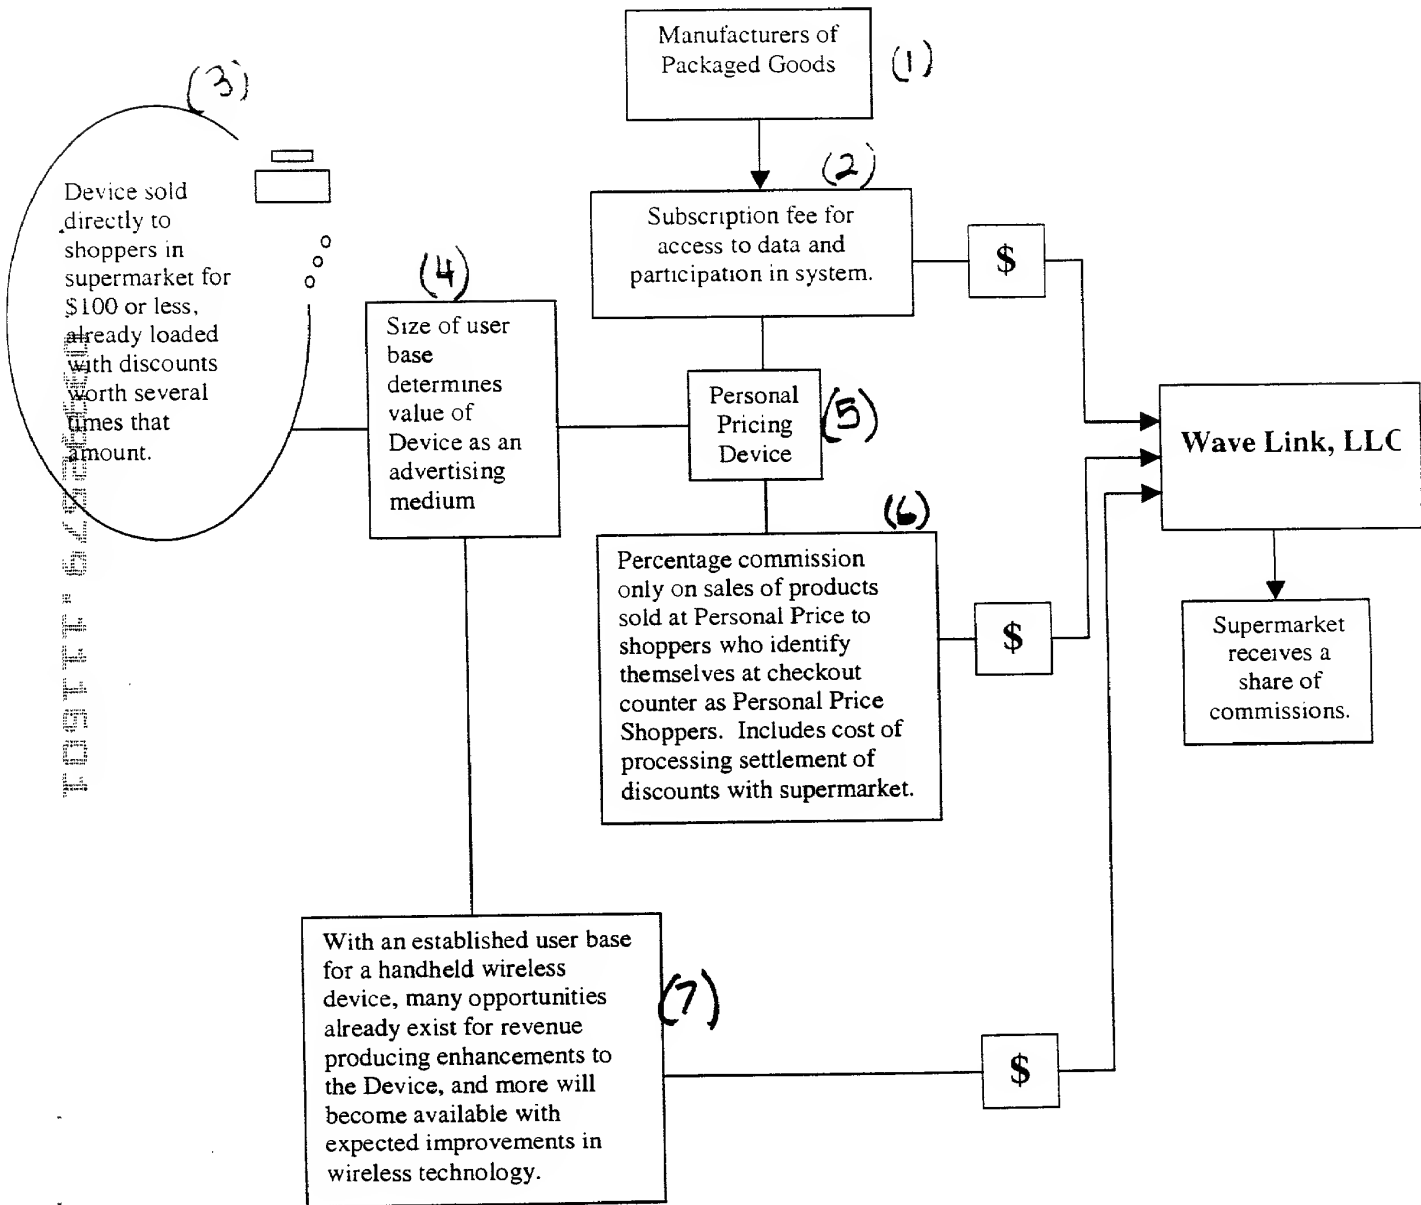 Manufacturers of
Packaged Goods
(1)
(3)
Device sold
directly to
shoppers in
supermarket for
$100 or less,
already loaded
with discounts
worth several
times that
amount.
(2)
Subscription fee for
access to data and
participation in system.
$
(4)
Size of user
base
determines
value of
Device as an
advertising
medium
Personal
Pricing
Device
(5)
Wave Link, LLC
(6)
Percentage commission
only on sales of products
sold at Personal Price to
shoppers who identify
themselves at checkout
counter as Personal Price
Shoppers. Includes cost of
processing settlement of
discounts with supermarket.
$
Supermarket
receives a
share of
commissions.
With an established user base
for a handheld wireless
device, many opportunities
already exist for revenue
producing enhancements to
the Device, and more will
become available with
expected improvements in
wireless technology.
(7)
$